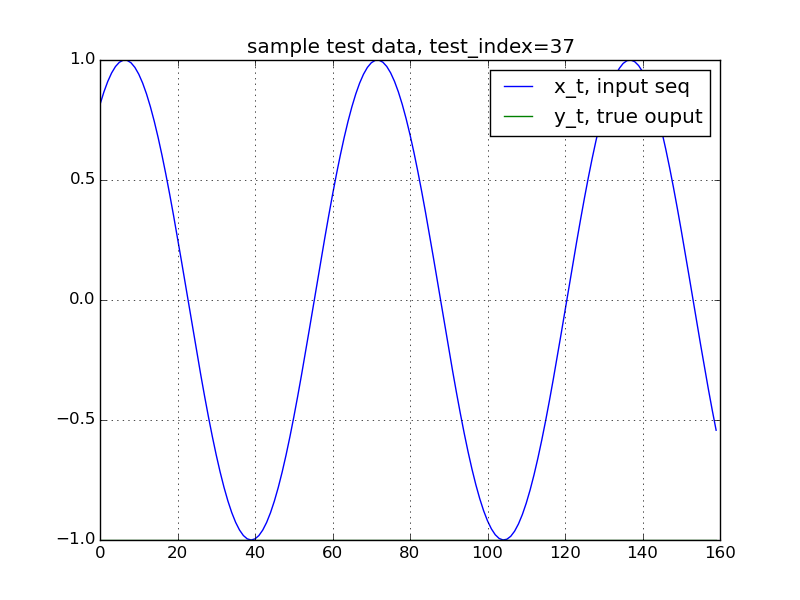 sample test data, test_index=37
x_t, input seq
y_t, true ouput
1.0
0.5
0.0
−0.5
−1.0
0 20 40 60 80 100 120 140 160